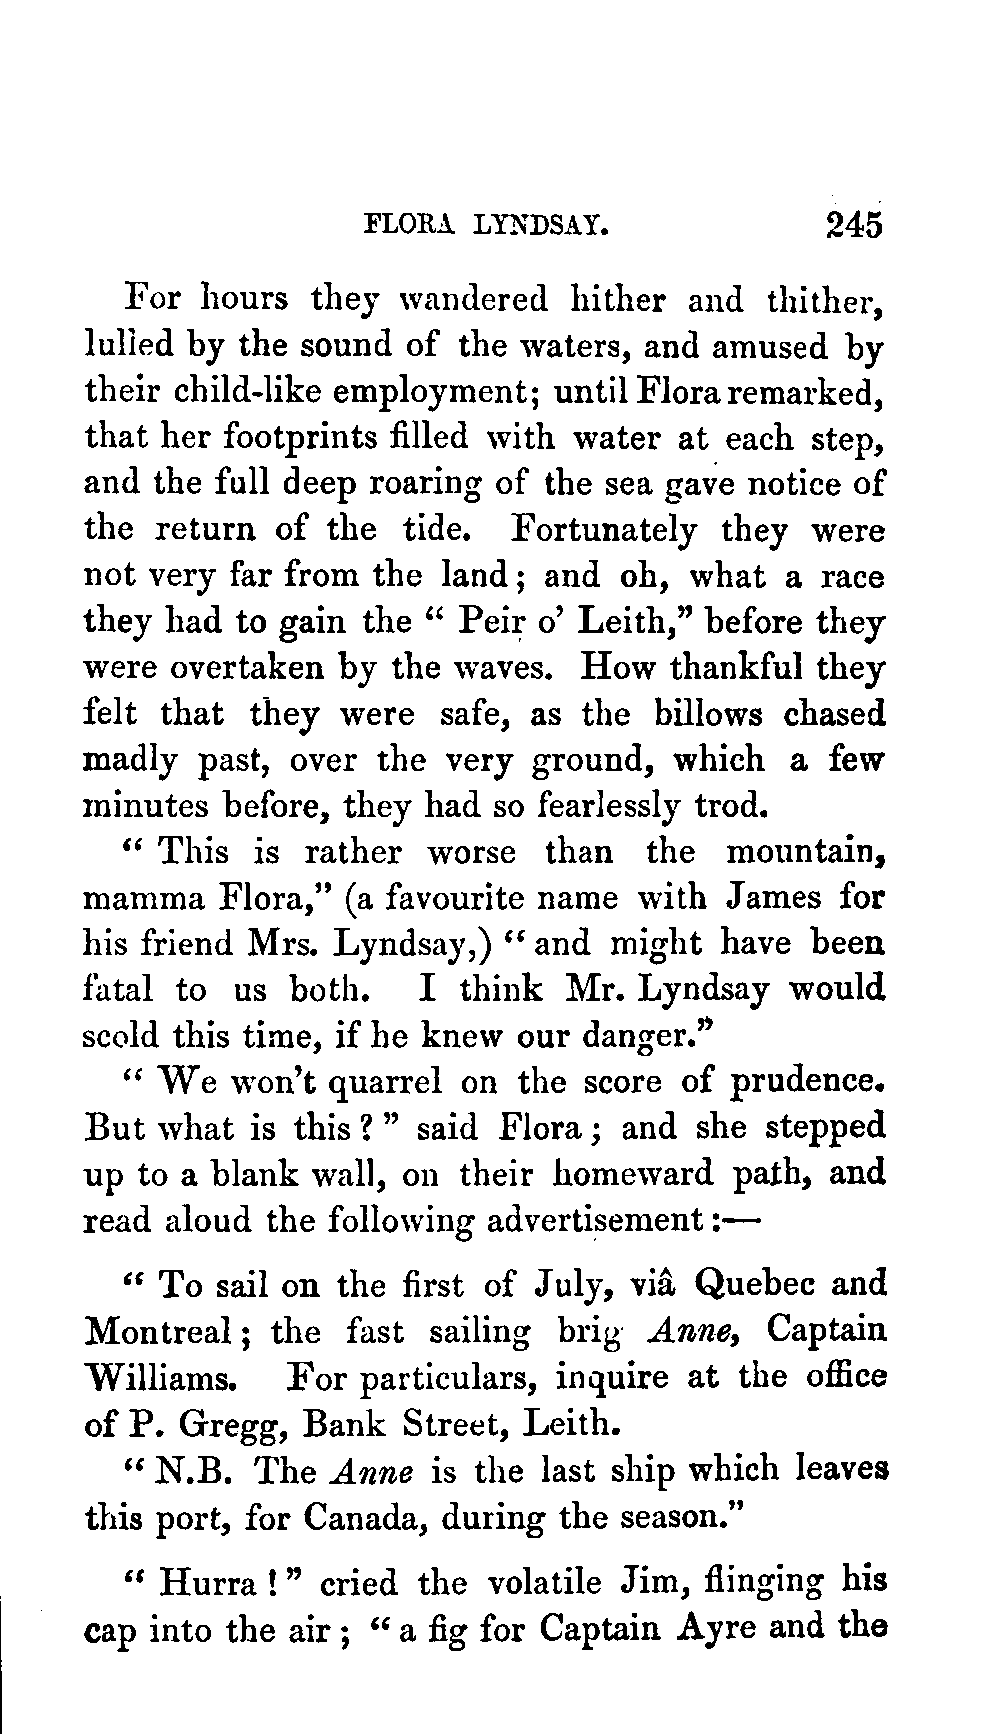 FLORA LYNDSAY. 245
For hours they wandered hither and thither,
lulled by the sound of the waters, and amused by
their child-like employment; until Flora remarked,
that her footprints filled with water at each step,
and the full deep roaring of the sea gave notice of
the return of the tide. Fortunately they were
not very far from the land; and oh, what a race
they had to gain the “ Peir o’ Leith,” before they
were overtaken by the waves. How thankful they
felt that they were safe, as the billows chased
madly past, over the very ground, which a few
minutes before, they had so fearlessly trod.
“ This is rather worse than the mountain,
mamma Flora,” (a favourite name with James for
his friend Mrs. Lyndsay,) “ and might have been
fatal to us both. I think Mr. Lyndsay would
scold this time, if he knew our danger.”
“ We won’t quarrel on the score of prudence.
But what is this ? ” said Flora ; and she stepped
up to a blank wall, on their homeward path, and
read aloud the following advertisement :—
“ To sail on the first of July, viâ Quebec and
Montreal ; the fast sailing brig Anne, Captain
Williams. For particulars, inquire at the office
of P. Gregg, Bank Street, Leith.
“ N.B. The Anne is the last ship which leaves
this port, for Canada, during the season.”
“ Hurra ! ” cried the volatile Jim, flinging his
cap into the air ; “ a fig for Captain Ayre and the